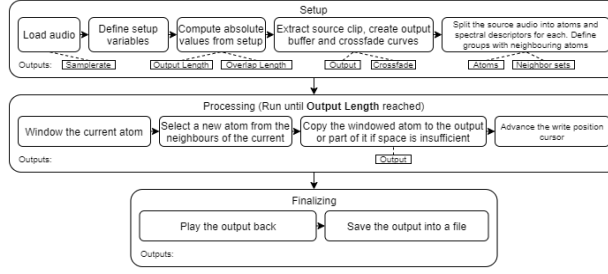 Setup
Load audio
Define setup
variables
Compute absolute
values from setup
Extract source clip, create output
buffer and crossfade curves
Split the source audio into atoms and
spectral descriptors for each. Define
groups with neighbouring atoms
Outputs:
Samplerate
Output Length
Overlap Length
Output
Crossfade
Atoms
Neighbor sets
Processing (Run until Output Length reached)
Window the current atom
Select a new atom from the
neighbours of the current
Copy the windowed atom to the output
or part of it if space is insufficient
Advance the write position
cursor
Outputs:
Output
Finalizing
Play the output back
Save the output into a file
Outputs: